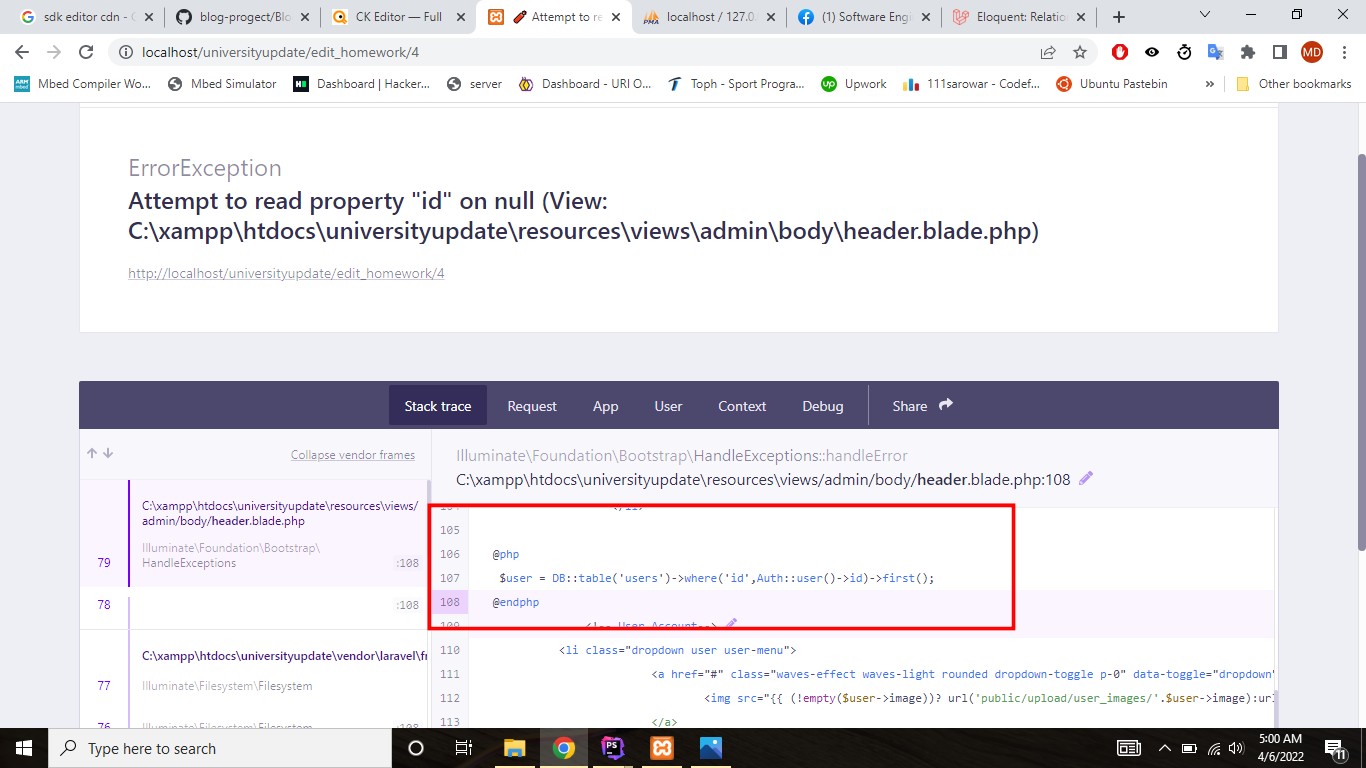 sdk editor cdn - G
blog-progect/Blo
CK Editor — Full
Attempt to re
localhost / 127.0.
(1) Software Engi
Eloquent: Relatio
localhost/universityupdate/edit_homework/4
MD
Mbed Compiler Wo...
Mbed Simulator
Dashboard | Hacker...
server
Dashboard - URI O...
Toph - Sport Progra...
Upwork
111sarowar - Codef...
Ubuntu Pastebin
»
Other bookmarks
ErrorException
Attempt to read property "id" on null (View:
C:\xampp\htdocs\universityupdate\resources\views\admin\body\header.blade.php)
http://localhost/universityupdate/edit_homework/4
Stack trace
Request
App
User
Context
Debug
Share
Collapse vendor frames
C:\xampp\htdocs\universityupdate\resources\views/
admin/body/header.blade.php
Illuminate\Foundation\Bootstrap\
79 HandleExceptions :108
78 :108
C:\xampp\htdocs\universityupdate\vendor\laravel\fr
77 Illuminate\Filesystem\Filesystem
76 Illuminate\Filesystem\Filesystem :108
Illuminate\Foundation\Bootstrap\HandleExceptions::handleError
C:\xampp\htdocs\universityupdate\resources\views/admin/body/header.blade.php:108
104 </li>
105
106 @php
107 $user = DB::table('users')->where('id',Auth::user()->id)->first();
108 @endphp
109 <!-- User Account-->
110 <li class="dropdown user user-menu">
111 <a href="#" class="waves-effect waves-light rounded dropdown-toggle p-0" data-toggle="dropdown"
112 <img src="{{ (!empty($user->image))? url('public/upload/user_images/'.$user->image):url
113 </a>
Type here to search
PS
5:00 AM
4/6/2022
11